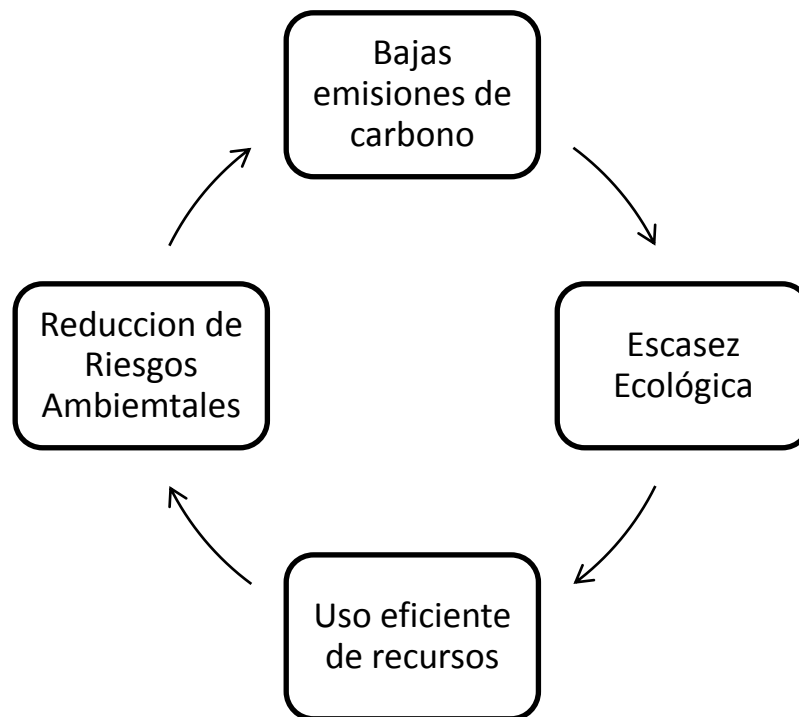 Bajas
emisiones de
carbono
Escasez
Ecológica
Uso eficiente
de recursos
Reduccion de
Riesgos
Ambiemtales